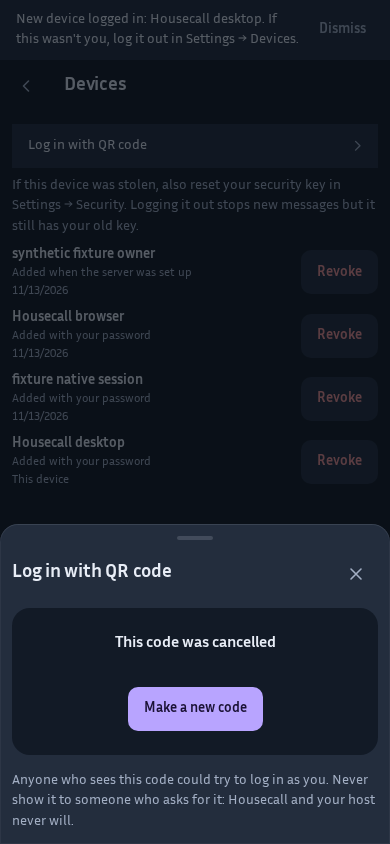 New device logged in: Housecall desktop. If
this wasn't you, log it out in Settings → Devices.
Dismiss
Devices
Log in with QR code
If this device was stolen, also reset your security key in
Settings → Security. Logging it out stops new messages but it
still has your old key.
synthetic fixture owner
Added when the server was set up
11/13/2026
Revoke
Housecall browser
Added with your password
11/13/2026
Revoke
fixture native session
Added with your password
11/13/2026
Revoke
Housecall desktop
Added with your password
This device
Revoke
Log in with QR code
This code was cancelled
Make a new code
Anyone who sees this code could try to log in as you. Never
show it to someone who asks for it: Housecall and your host
never will.